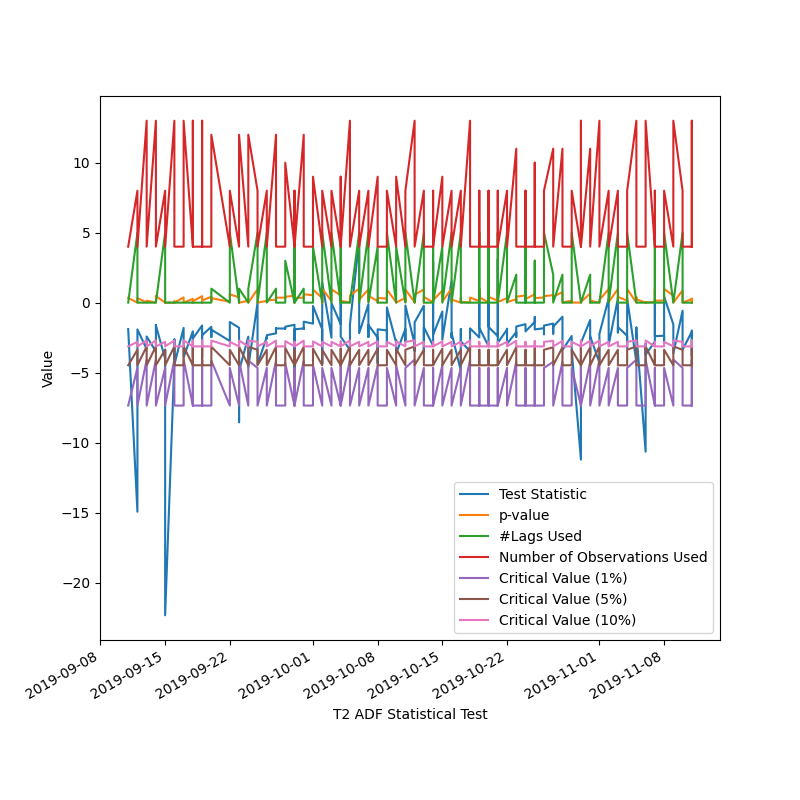 10
5
0
−5
−10
−15
−20
Value
Test Statistic
p-value
#Lags Used
Number of Observations Used
Critical Value (1%)
Critical Value (5%)
Critical Value (10%)
2019-09-08
2019-09-15
2019-09-22
2019-10-01
2019-10-08
2019-10-15
2019-10-22
2019-11-01
2019-11-08
T2 ADF Statistical Test